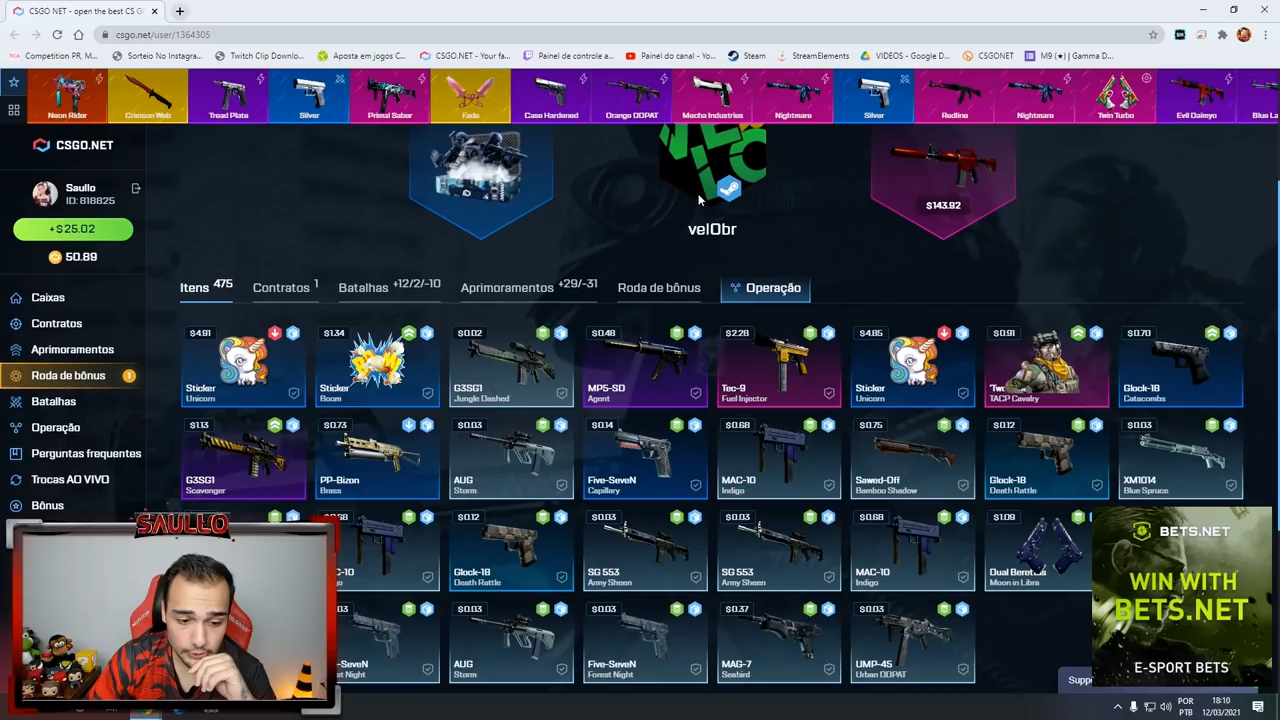 CSGO NET - open the best CS G
csgo.net/user/1364305
Competition PR, M...
Sorteio No Instagra...
Twitch Clip Downlo...
Aposta em jogos C...
CSGO.NET - Your fa...
Painel de controle a...
Painel do canal - Yo...
Steam
StreamElements
VIDEOS - Google D...
CSGONET
M9 (★) | Gamma D...
Neon Rider
Crimson Web
Tread Plate
Silver
Primal Saber
Fade
Case Hardened
Orange DDPAT
Mecha Industries
Nightmare
Silver
Redline
Nightmare
Twin Turbo
Evil Daimyo
Blue La
CSGO.NET
Saullo
ID: 818825
+$25.02
50.89
Caixas
Contratos
Aprimoramentos
Roda de bônus 1
Batalhas
Operação
Perguntas frequentes
Trocas AO VIVO
Bônus
$143.92
vel0br
Itens 475
Contratos 1
Batalhas +12/2/-10
Aprimoramentos +29/-31
Roda de bônus
Operação
$4.91
Sticker
Unicorn
$1.34
Sticker
Boom
$0.02
G3SG1
Jungle Dashed
$0.48
MP5-SD
Agent
$2.28
Tec-9
Fuel Injector
$4.85
Sticker
Unicorn
$0.91
TACP Cavalry
$0.70
Glock-18
Catacombs
$1.13
G3SG1
Scavenger
$0.73
PP-Bizon
Brass
$0.03
AUG
Storm
$0.14
Five-SeveN
Capillary
$0.68
MAC-10
Indigo
$0.75
Sawed-Off
Bamboo Shadow
$0.12
Glock-18
Death Rattle
$0.03
XM1014
Blue Spruce
$0.12
Glock-18
Death Rattle
$0.03
SG 553
Army Sheen
$0.03
SG 553
Army Sheen
$0.68
MAC-10
Indigo
$1.09
Dual Berettas
Moon in Libra
$0.03
AUG
Storm
$0.03
Five-SeveN
Forest Night
$0.37
MAG-7
Seabird
$0.03
UMP-45
Urban DDPAT
SAULLO
BETS.NET
WIN WITH
BETS.NET
E-SPORT BETS
Suppo
POR
PTB
18:10
12/03/2021